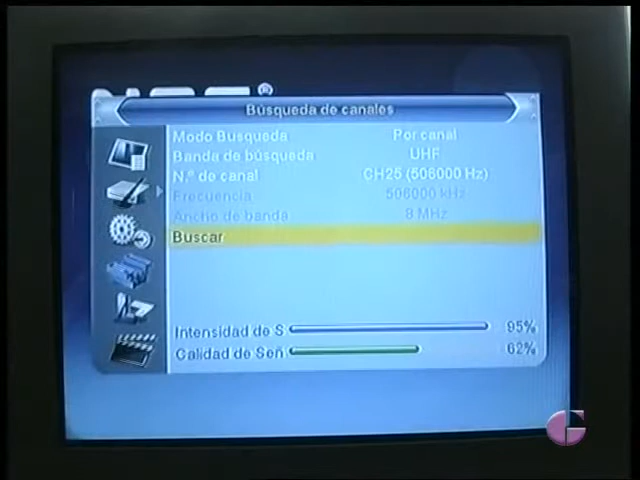 Búsqueda de canales
Modo Busqueda Por canal
Banda de búsqueda UHF
N.º de canal CH25 (506000 Hz)
Frecuencia 506000 kHz
Ancho de banda 8 MHz
Buscar
Intensidad de S 95%
Calidad de Señ 62%